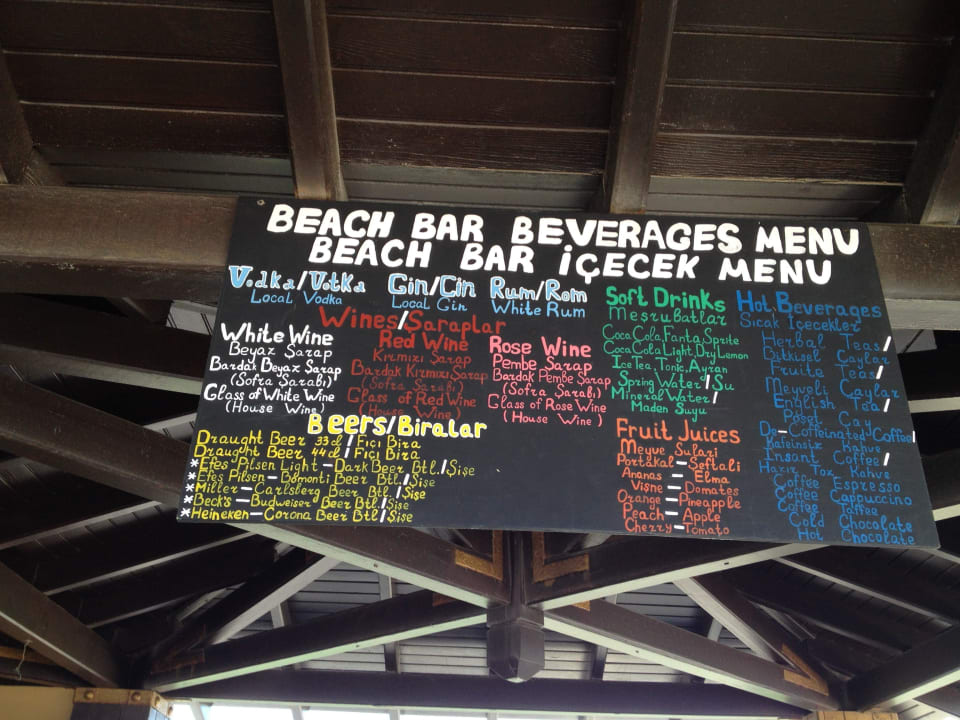 BEACH BAR BEVERAGES MENU
BEACH BAR İÇECEK MENU
Vodka/Votka
Local Vodka
Gin/Cin
Local Gin
Rum/Rom
White Rum
Wines/Saraplar
White Wine
Beyaz Şarap
Bardak Beyaz Şarap
(Sofra Şarabı)
Glass of White Wine
(House Wine)
Red Wine
Kırmızı Şarap
Bardak Kırmızı Şarap
(Sofra Şarabı)
Glass of Red Wine
(House Wine)
Rose Wine
Pembe Şarap
Bardak Pembe Şarap
(Sofra Şarabı)
Glass of Rose Wine
(House Wine)
Beers/Biralar
Draught Beer 33cl/Fıçı Bira
Draught Beer 44cl/Fıçı Bira
*Efes Pilsen Light-Dark Beer Btl/Şişe
*Efes Pilsen-Bomonti Beer Btl/Şişe
*Miller-Carlsberg Beer Btl/Şişe
*Beck's-Budweiser Beer Btl/Şişe
*Heineken-Corona Beer Btl/Şişe
Soft Drinks
Meşrubatlar
Coca Cola, Fanta, Sprite
Coca Cola Light, Dry Lemon
Ice Tea, Tonic, Ayran
Spring Water/Su
Mineral Water/
Maden Suyu
Fruit Juices
Meyve Suları
Portakal-Şeftali
Ananas-Elma
Vişne-Domates
Orange-Pineapple
Peach-Apple
Cherry-Tomato
Hot Beverages
Sıcak İçecekler
Herbal Teas/
Bitkisel Çaylar
Fruite Teas/
Meyveli Çaylar
English Tea/
Çay
De-Coffeinated Coffee/
Kafeinsiz Kahve
Insant Coffee/
Hazır Toz Kahve
Coffee Espresso
Coffee Cappuccino
Coffee Toffee
Cold Chocolate
Hot Chocolate